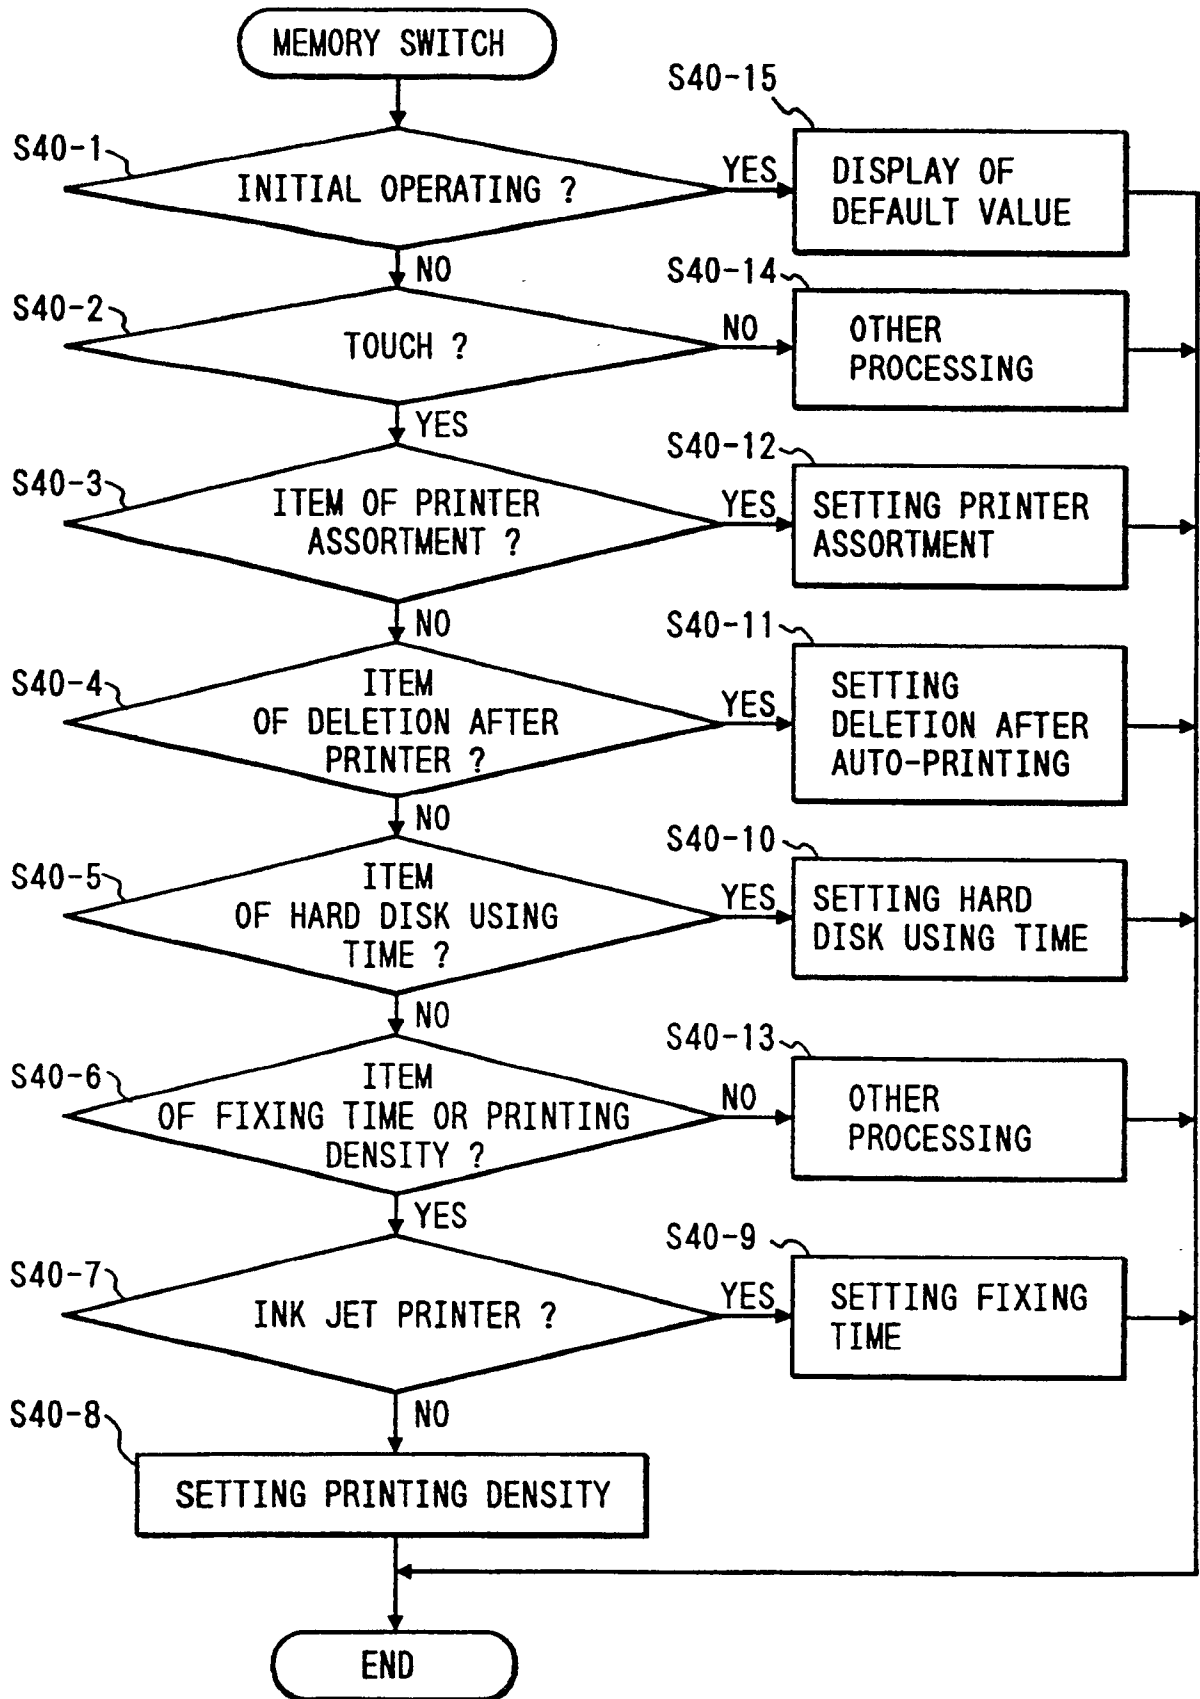 MEMORY SWITCH
S40-15
S40-1
INITIAL OPERATING ?
YES
DISPLAY OF
DEFAULT VALUE
NO
S40-14
S40-2
TOUCH ?
NO
OTHER
PROCESSING
YES
S40-12
S40-3
ITEM OF PRINTER
ASSORTMENT ?
YES
SETTING PRINTER
ASSORTMENT
NO
S40-11
S40-4
ITEM
OF DELETION AFTER
PRINTER ?
YES
SETTING
DELETION AFTER
AUTO-PRINTING
NO
S40-10
S40-5
ITEM
OF HARD DISK USING
TIME ?
YES
SETTING HARD
DISK USING TIME
NO
S40-13
S40-6
ITEM
OF FIXING TIME OR PRINTING
DENSITY ?
NO
OTHER
PROCESSING
YES
S40-9
S40-7
INK JET PRINTER ?
YES
SETTING FIXING
TIME
NO
S40-8
SETTING PRINTING DENSITY
END